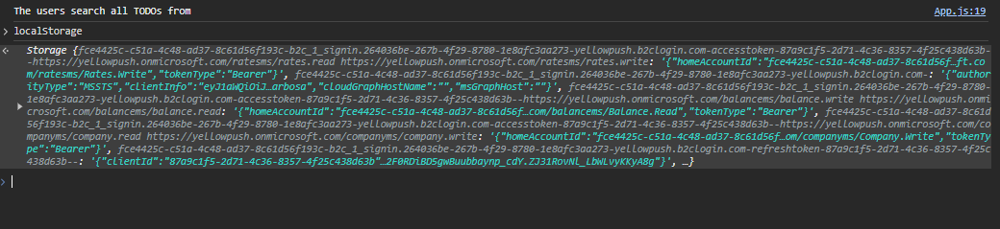 The users search all TODOs from App.js:19
> localStorage
Storage {fce4425c-c51a-4c48-ad37-8c61d56f193c-b2c_1_signin.264036be-267b-4f29-8780-1e8afc3aa273-yellowpush.b2clogin.com-accesstoken-87a9c1f5-2d71-4c36-8357-4f25c438d63b-
-https://yellowpush.onmicrosoft.com/ratesms/rates.read https://yellowpush.onmicrosoft.com/ratesms/rates.write: '{"homeAccountId":"fce4425c-c51a-4c48-ad37-8c61d56f…ft.co
m/ratesms/Rates.Write","tokenType":"Bearer"}', fce4425c-c51a-4c48-ad37-8c61d56f193c-b2c_1_signin.264036be-267b-4f29-8780-1e8afc3aa273-yellowpush.b2clogin.com-: '{"author
ityType":"MSSTS","clientInfo":"eyJ1aWQiOiJ…arbosa","cloudGraphHostName":"","msGraphHost":""}', fce4425c-c51a-4c48-ad37-8c61d56f193c-b2c_1_signin.264036be-267b-4f29-8780-
1e8afc3aa273-yellowpush.b2clogin.com-accesstoken-87a9c1f5-2d71-4c36-8357-4f25c438d63b--https://yellowpush.onmicrosoft.com/balancems/balance.write https://yellowpush.onmi
crosoft.com/balancems/balance.read: '{"homeAccountId":"fce4425c-c51a-4c48-ad37-8c61d56f…com/balancems/Balance.Read","tokenType":"Bearer"}', fce4425c-c51a-4c48-ad37-8c61d
56f193c-b2c_1_signin.264036be-267b-4f29-8780-1e8afc3aa273-yellowpush.b2clogin.com-accesstoken-87a9c1f5-2d71-4c36-8357-4f25c438d63b--https://yellowpush.onmicrosoft.com/co
mpanyms/company.read https://yellowpush.onmicrosoft.com/companyms/company.write: '{"homeAccountId":"fce4425c-c51a-4c48-ad37-8c61d56f…om/companyms/Company.Write","tokenTy
pe":"Bearer"}', fce4425c-c51a-4c48-ad37-8c61d56f193c-b2c_1_signin.264036be-267b-4f29-8780-1e8afc3aa273-yellowpush.b2clogin.com-refreshtoken-87a9c1f5-2d71-4c36-8357-4f25c
438d63b--: '{"clientId":"87a9c1f5-2d71-4c36-8357-4f25c438d63b"…2F0RDiBD5gwBuubbaynp_cdY.ZJ31RovNl_LbWLvyKKyA8g"}', …}
>